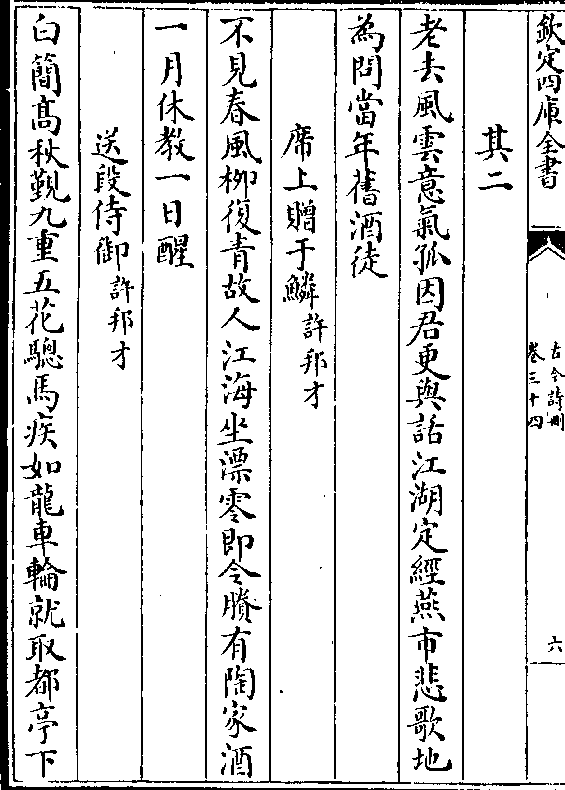 欽定四庫全書
古今詩刪
卷三十四
六
其二
老去風雲意氣孤因君更與話江湖定經燕市悲歌地
為問當年舊酒徒
席上贈于鱗許邦才
不見春風柳復青故人江海坐漂零即令賸有陶家酒
一月休教一日醒
送段侍御許邦才
白簡髙秋覲九重五花驄馬疾如龍車輪就取都亭下